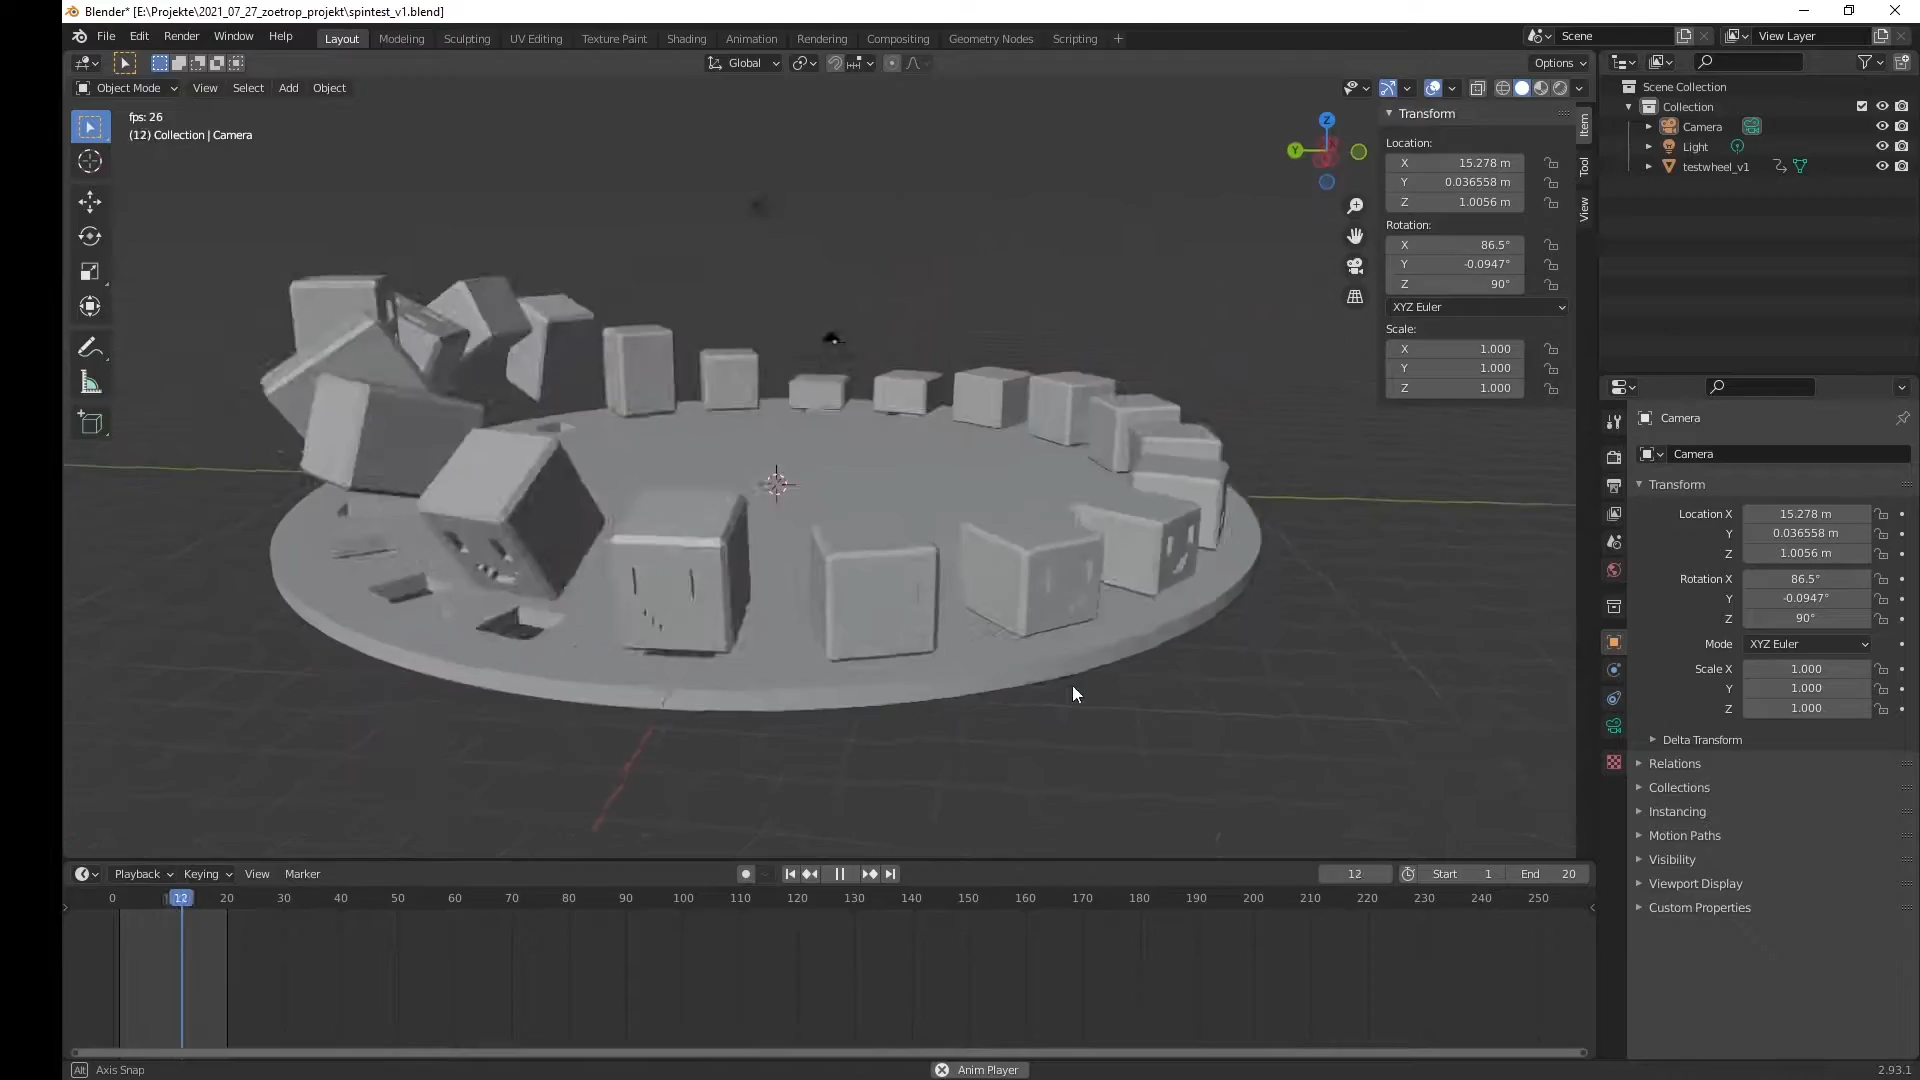 Blender* [E:\Projekte\2021_07_27_zoetrop_projekt\spintest_v1.blend]
File Edit Render Window Help Layout Modeling Sculpting UV Editing Texture Paint Shading Animation Rendering Compositing Geometry Nodes Scripting + Scene View Layer
Global Options
Object Mode View Select Add Object
fps: 26
(12) Collection | Camera
Z
Y
Transform
Location:
X 15.278 m
Y 0.036558 m
Z 1.0056 m
Rotation:
X 86.5°
Y -0.0947°
Z 90°
XYZ Euler
Scale:
X 1.000
Y 1.000
Z 1.000
Item
Tool
View
Scene Collection
Collection
Camera
Light
testwheel_v1
Camera
Camera
Transform
Location X 15.278 m
Y 0.036558 m
Z 1.0056 m
Rotation X 86.5°
Y -0.0947°
Z 90°
Mode XYZ Euler
Scale X 1.000
Y 1.000
Z 1.000
Delta Transform
Relations
Collections
Instancing
Motion Paths
Visibility
Viewport Display
Custom Properties
Playback Keying View Marker 12 Start 1 End 20
0 12 20 30 40 50 60 70 80 90 100 110 120 130 140 150 160 170 180 190 200 210 220 230 240 250
Alt Axis Snap Anim Player 2.93.1